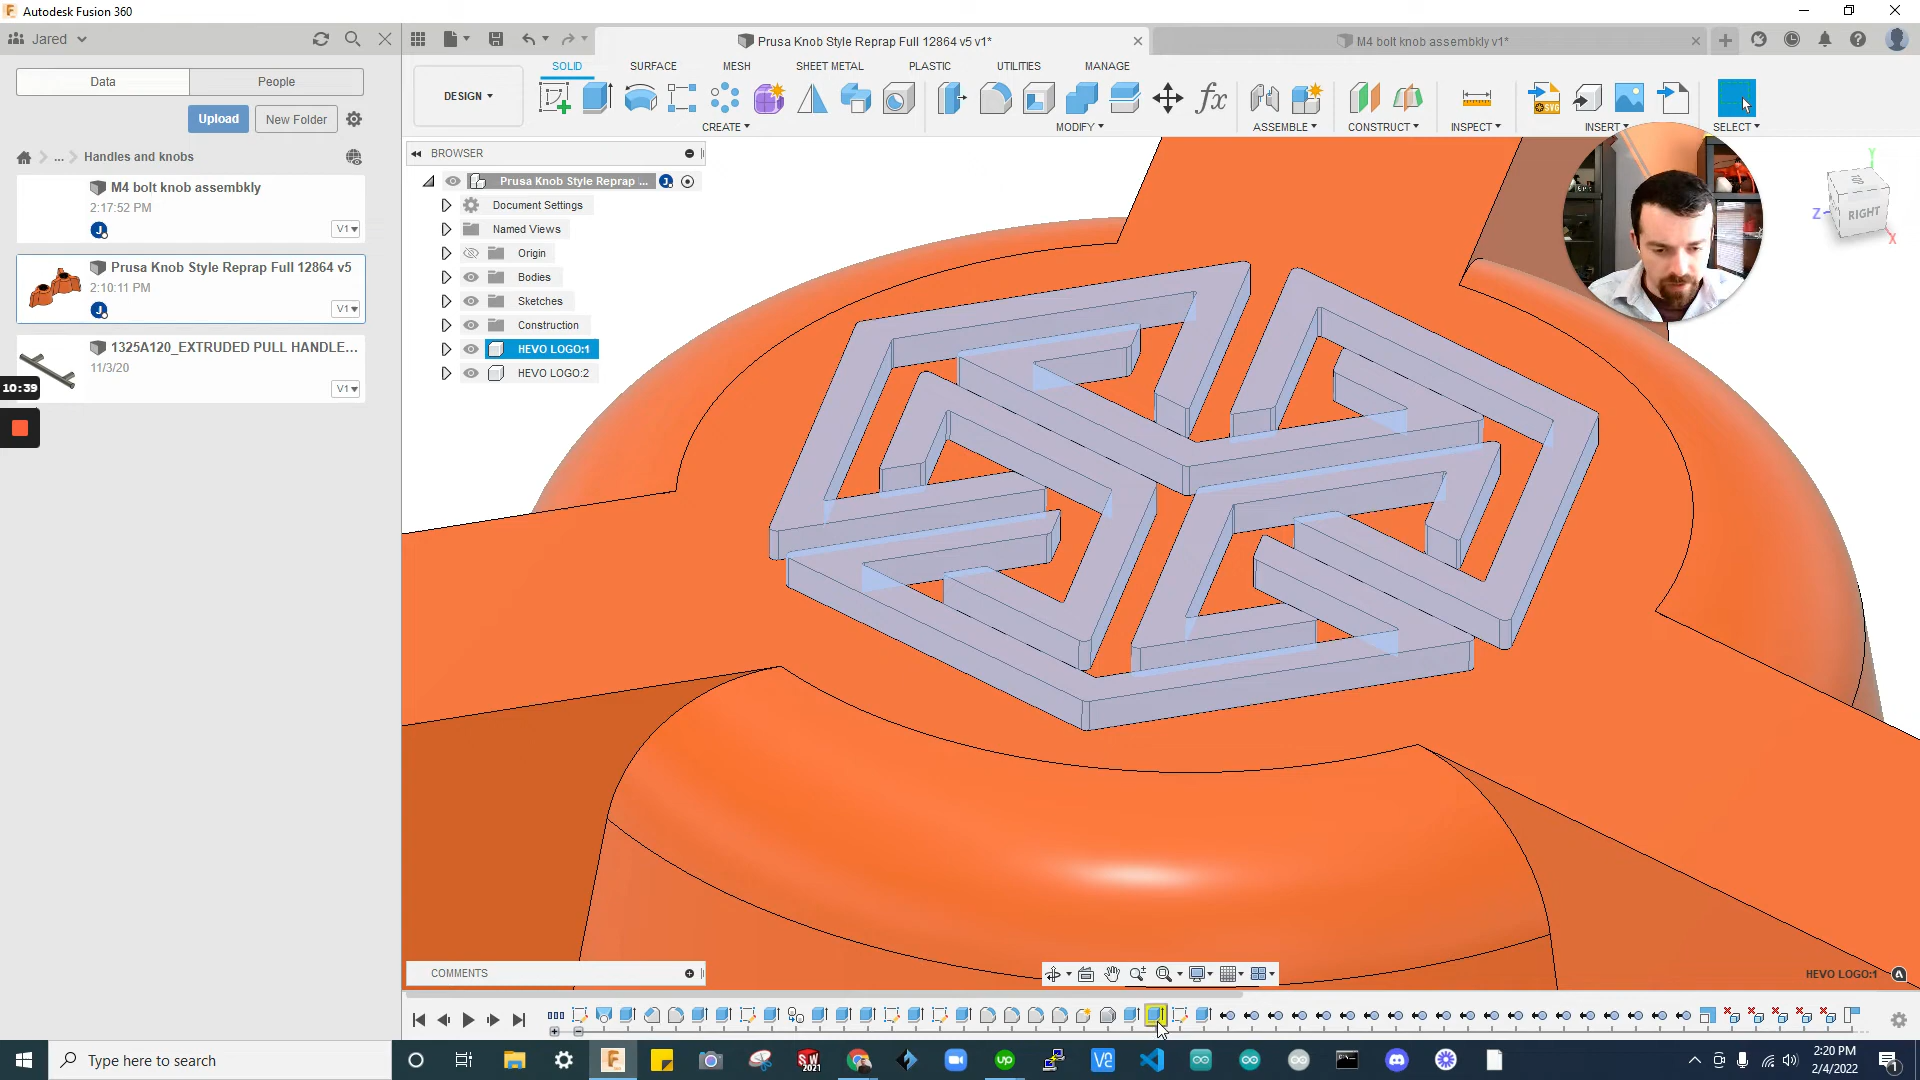 Autodesk Fusion 360
Jared
Prusa Knob Style Reprap Full 12864 v5 v1*
M4 bolt knob assembkly v1*
Data
People
Upload
New Folder
... Handles and knobs
M4 bolt knob assembkly
2:17:52 PM
V1
Prusa Knob Style Reprap Full 12864 v5
2:10:11 PM
V1
1325A120_EXTRUDED PULL HANDLE...
11/3/20
V1
10:39
DESIGN
SOLID
SURFACE
MESH
SHEET METAL
PLASTIC
UTILITIES
MANAGE
CREATE
MODIFY
ASSEMBLE
CONSTRUCT
INSPECT
INSERT
SELECT
BROWSER
Prusa Knob Style Reprap ...
Document Settings
Named Views
Origin
Bodies
Sketches
Construction
HEVO LOGO:1
HEVO LOGO:2
Y
RIGHT
Z
X
COMMENTS
HEVO LOGO:1
Type here to search
2:20 PM
2/4/2022